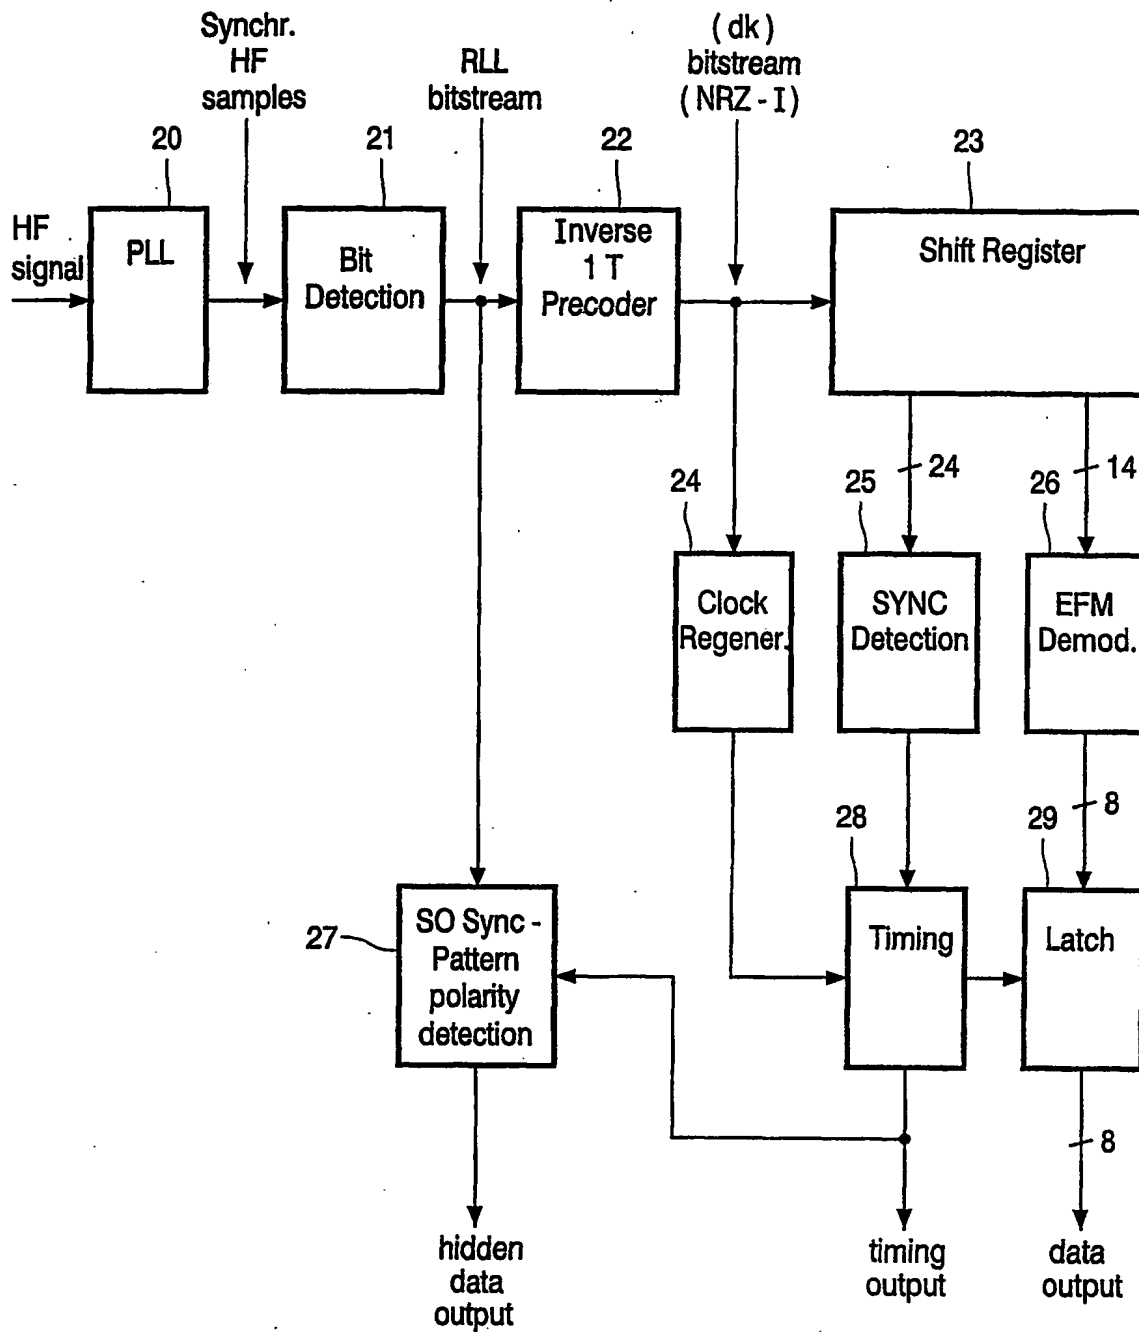 Synchr.
HF
samples
RLL
bitstream
(dk)
bitstream
(NRZ-I)
20
21
22
23
HF
signal
PLL
Bit
Detection
Inverse
1 T
Precoder
Shift Register
24
14
24
25
26
Clock
Regener.
SYNC
Detection
EFM
Demod.
8
28
29
27
SO Sync -
Pattern
polarity
detection
Timing
Latch
8
hidden
data
output
timing
output
data
output